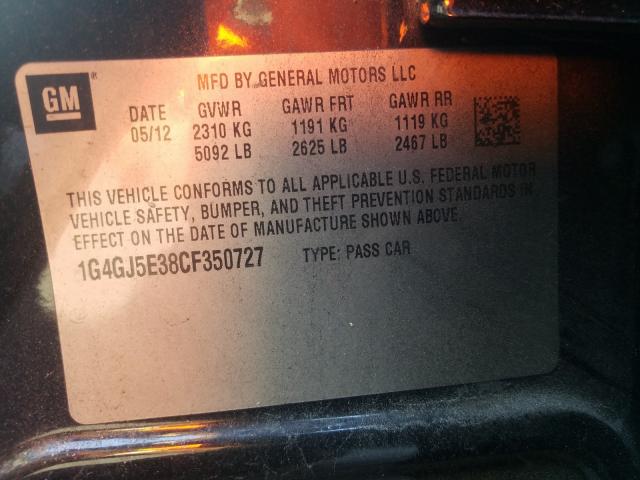 GM ®
MFD BY GENERAL MOTORS LLC
DATE GVWR GAWR FRT GAWR RR
05/12 2310 KG 1191 KG 1119 KG
5092 LB 2625 LB 2467 LB
THIS VEHICLE CONFORMS TO ALL APPLICABLE U.S. FEDERAL MOTOR
VEHICLE SAFETY, BUMPER, AND THEFT PREVENTION STANDARDS IN
EFFECT ON THE DATE OF MANUFACTURE SHOWN ABOVE.
1G4GJ5E38CF350727 TYPE: PASS CAR